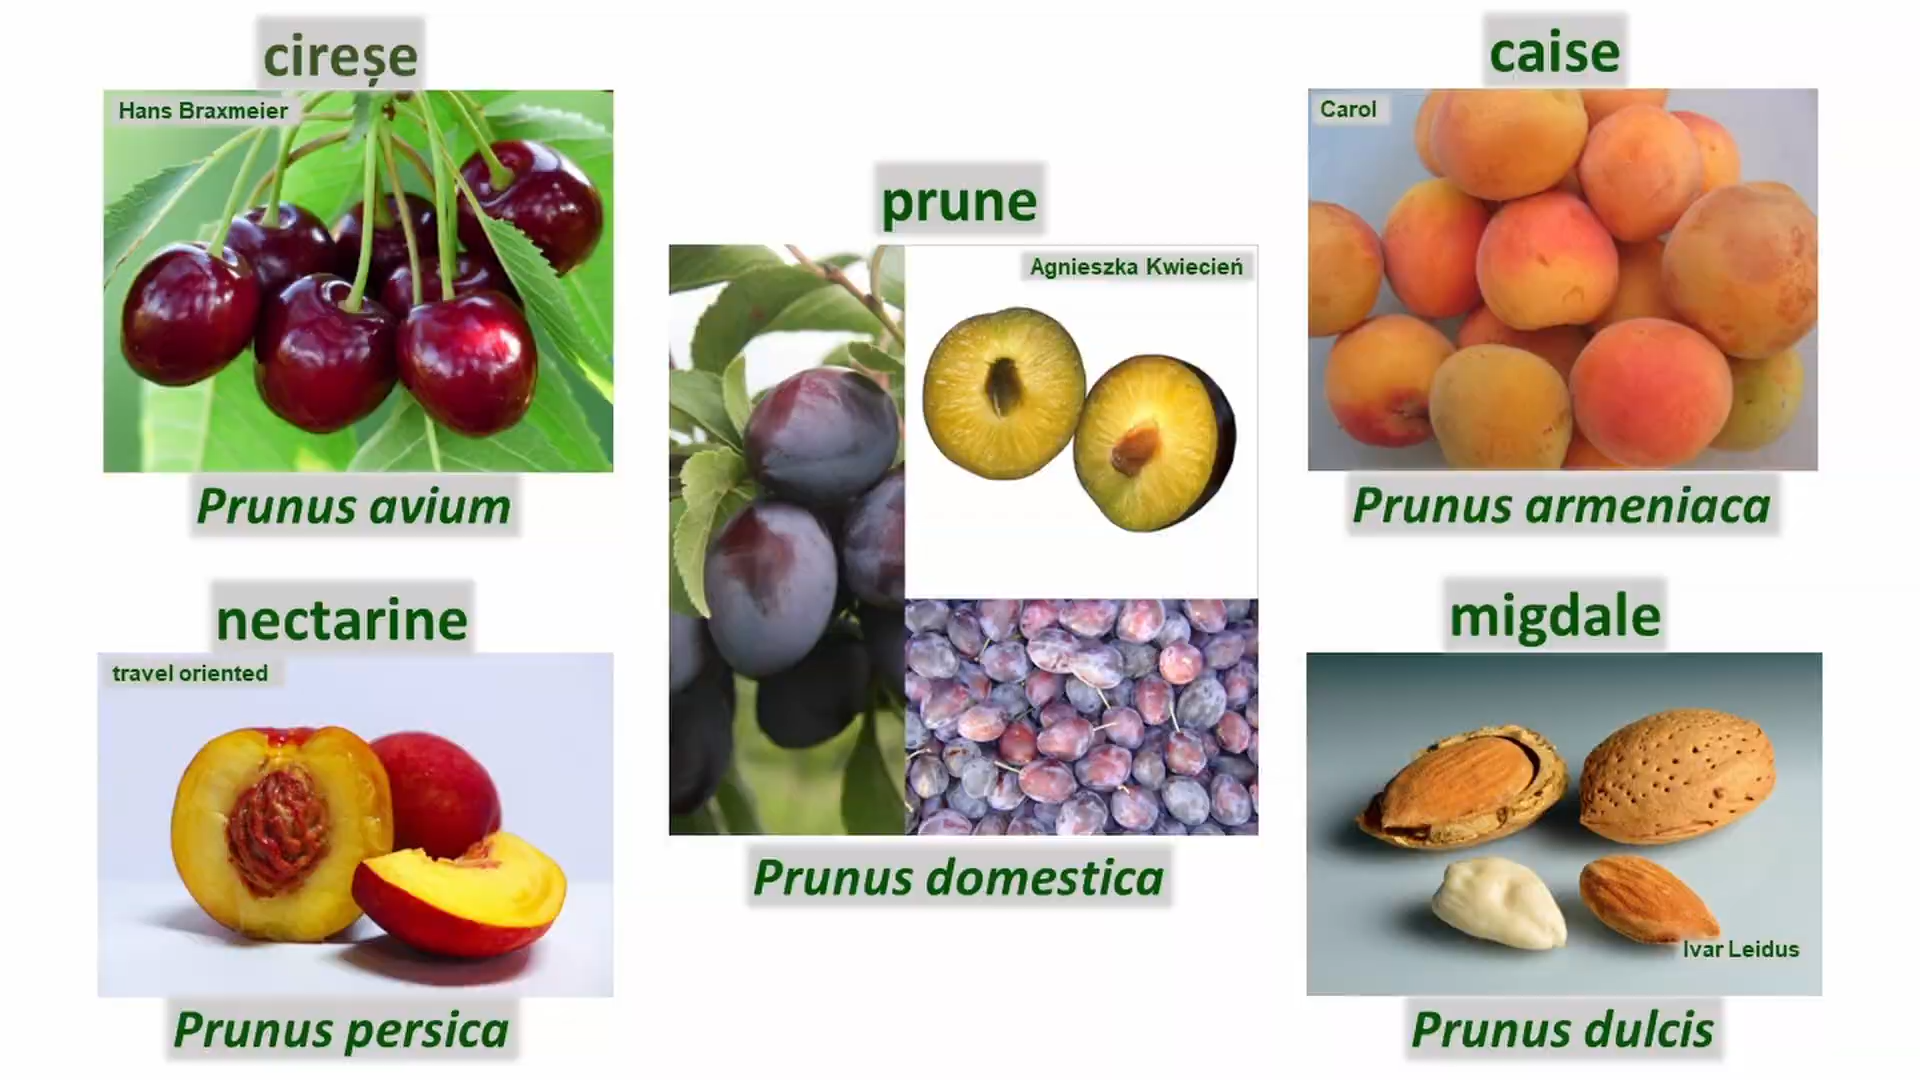 cireșe
Hans Braxmeier
Prunus avium
nectarine
travel oriented
Prunus persica
prune
Agnieszka Kwiecień
Prunus domestica
caise
Carol
Prunus armeniaca
migdale
Ivar Leidus
Prunus dulcis